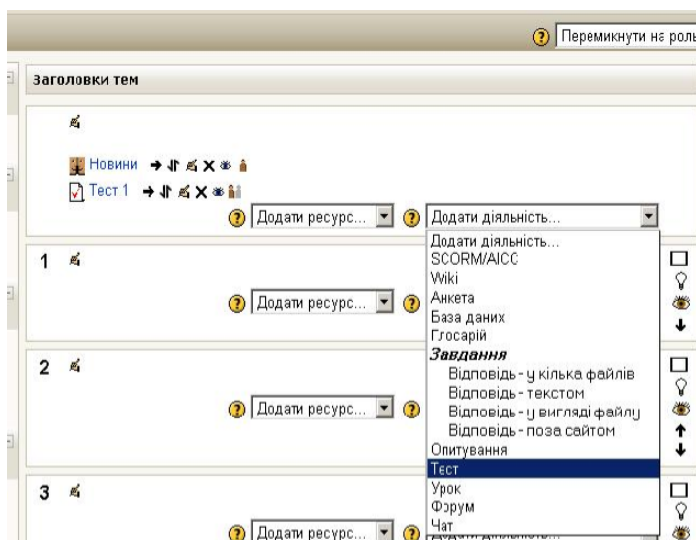 Перемикнути на роль
Заголовки тем
Новини
Тест 1
Додати ресурс... Додати діяльність...
Додати діяльність...
SCORM/AICC
Wiki
Анкета
База даних
Глосарій
Завдання
Відповідь - у кілька файлів
Відповідь - текстом
Відповідь - у вигляді файлу
Відповідь - поза сайтом
Опитування
Тест
Урок
Форум
Чат
1
Додати ресурс...
2
Додати ресурс...
3
Додати ресурс... Додати діяльність...